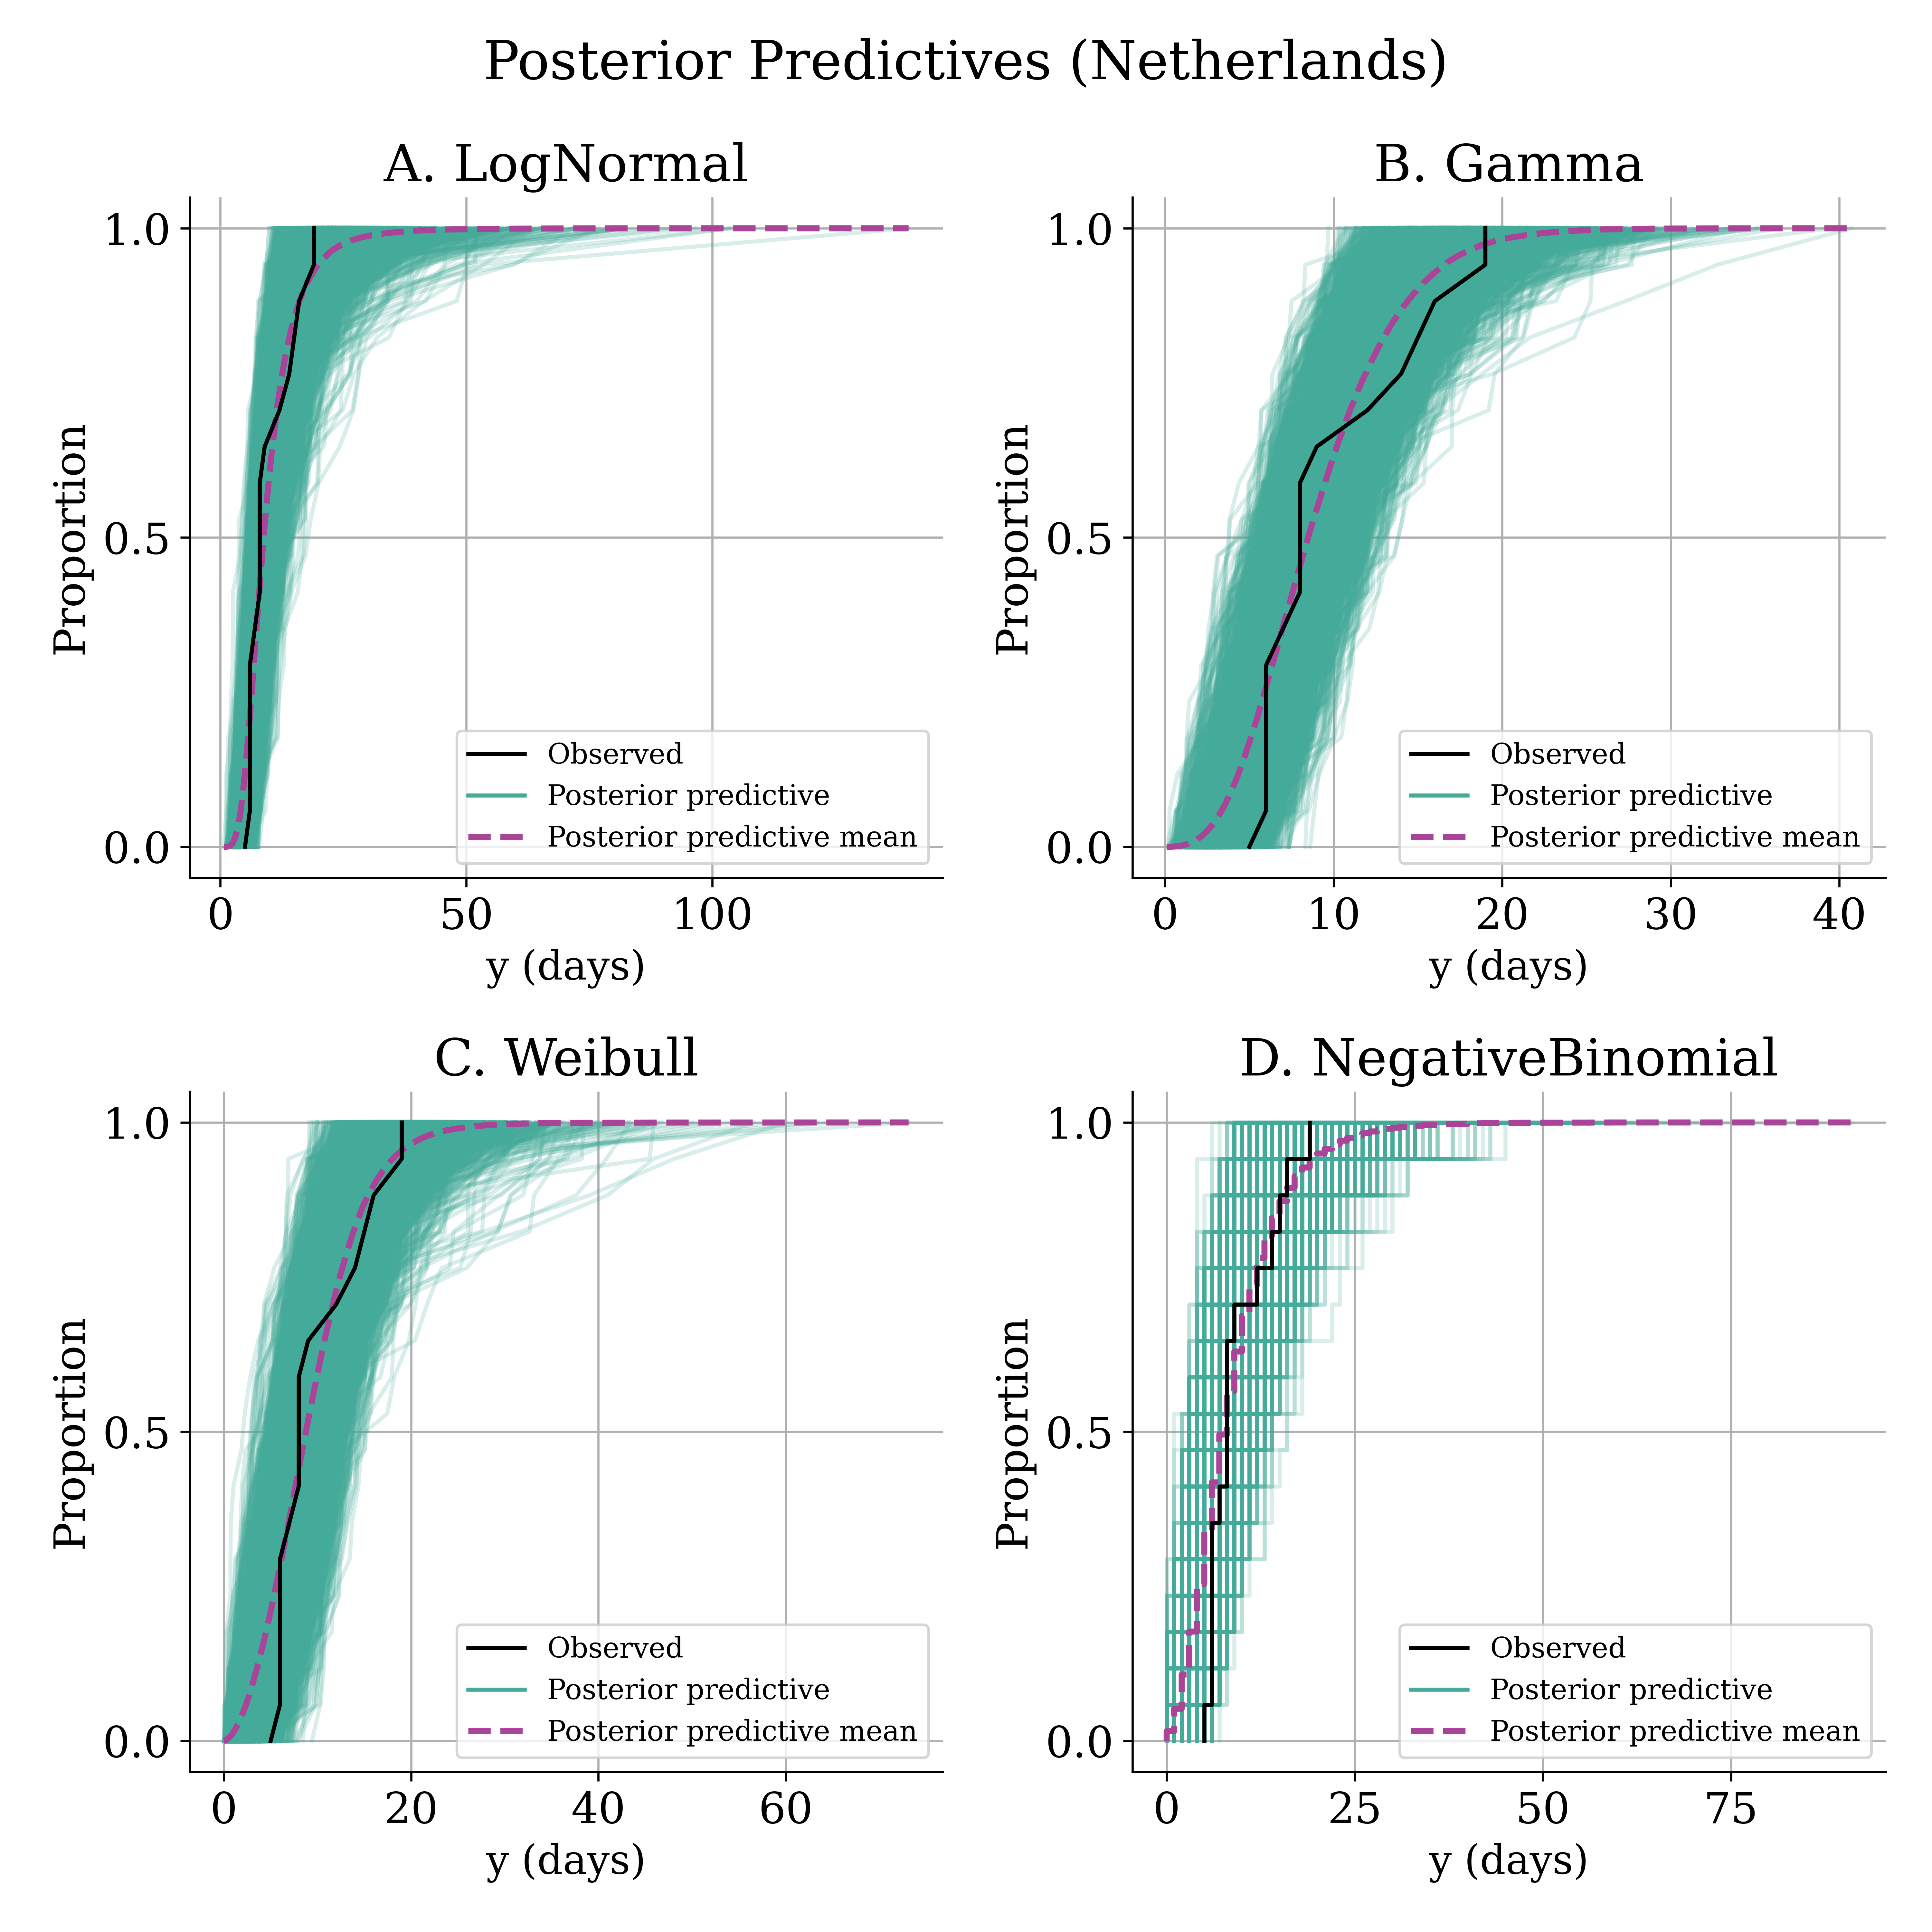 Posterior Predictives (Netherlands)
A. LogNormal
1.0
0.5
0.0
Proportion
Observed
Posterior predictive
Posterior predictive mean
0 50 100
y (days)
B. Gamma
1.0
0.5
0.0
Proportion
Observed
Posterior predictive
Posterior predictive mean
0 10 20 30 40
y (days)
C. Weibull
1.0
0.5
0.0
Proportion
Observed
Posterior predictive
Posterior predictive mean
0 20 40 60
y (days)
D. NegativeBinomial
1.0
0.5
0.0
Proportion
Observed
Posterior predictive
Posterior predictive mean
0 25 50 75
y (days)